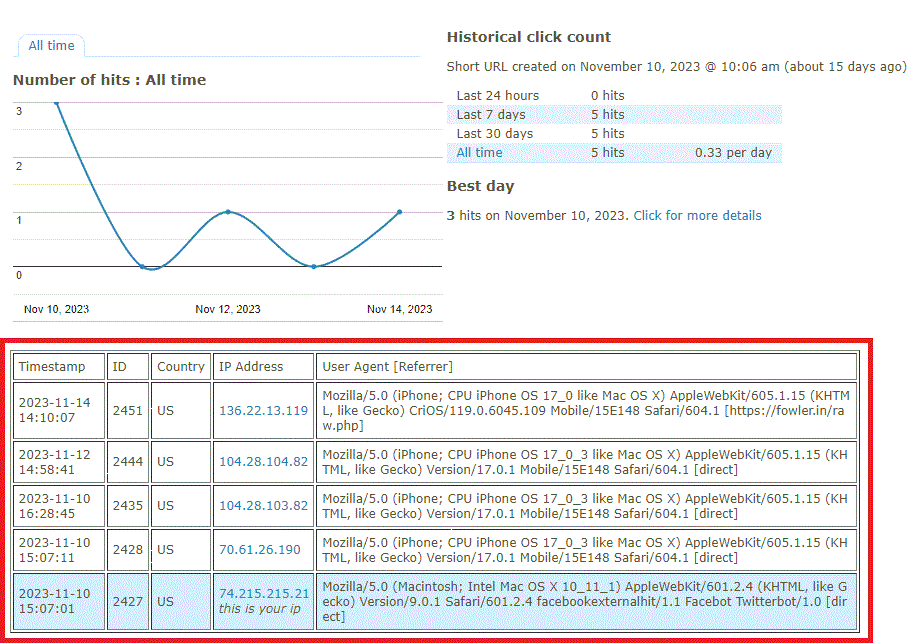 All time
Number of hits : All time
3
2
1
0
Nov 10, 2023 Nov 12, 2023 Nov 14, 2023
Historical click count
Short URL created on November 10, 2023 @ 10:06 am (about 15 days ago)
Last 24 hours 0 hits
Last 7 days 5 hits
Last 30 days 5 hits
All time 5 hits 0.33 per day
Best day
3 hits on November 10, 2023. Click for more details
Timestamp ID Country IP Address User Agent [Referrer]
2023-11-14
14:10:07
2451 US 136.22.13.119
Mozilla/5.0 (iPhone; CPU iPhone OS 17_0 like Mac OS X) AppleWebKit/605.1.15 (KHTM
L, like Gecko) CriOS/119.0.6045.109 Mobile/15E148 Safari/604.1 [https://fowler.in/ra
w.php]
2023-11-12
14:58:41
2444 US 104.28.104.82
Mozilla/5.0 (iPhone; CPU iPhone OS 17_0_3 like Mac OS X) AppleWebKit/605.1.15 (KH
TML, like Gecko) Version/17.0.1 Mobile/15E148 Safari/604.1 [direct]
2023-11-10
16:28:45
2435 US 104.28.103.82
Mozilla/5.0 (iPhone; CPU iPhone OS 17_0_3 like Mac OS X) AppleWebKit/605.1.15 (KH
TML, like Gecko) Version/17.0.1 Mobile/15E148 Safari/604.1 [direct]
2023-11-10
15:07:11
2428 US 70.61.26.190
Mozilla/5.0 (iPhone; CPU iPhone OS 17_0_3 like Mac OS X) AppleWebKit/605.1.15 (KH
TML, like Gecko) Version/17.0.1 Mobile/15E148 Safari/604.1 [direct]
2023-11-10
15:07:01
2427 US 74.215.215.21
this is your ip
Mozilla/5.0 (Macintosh; Intel Mac OS X 10_11_1) AppleWebKit/601.2.4 (KHTML, like G
ecko) Version/9.0.1 Safari/601.2.4 facebookexternalhit/1.1 Facebot Twitterbot/1.0 [dir
ect]